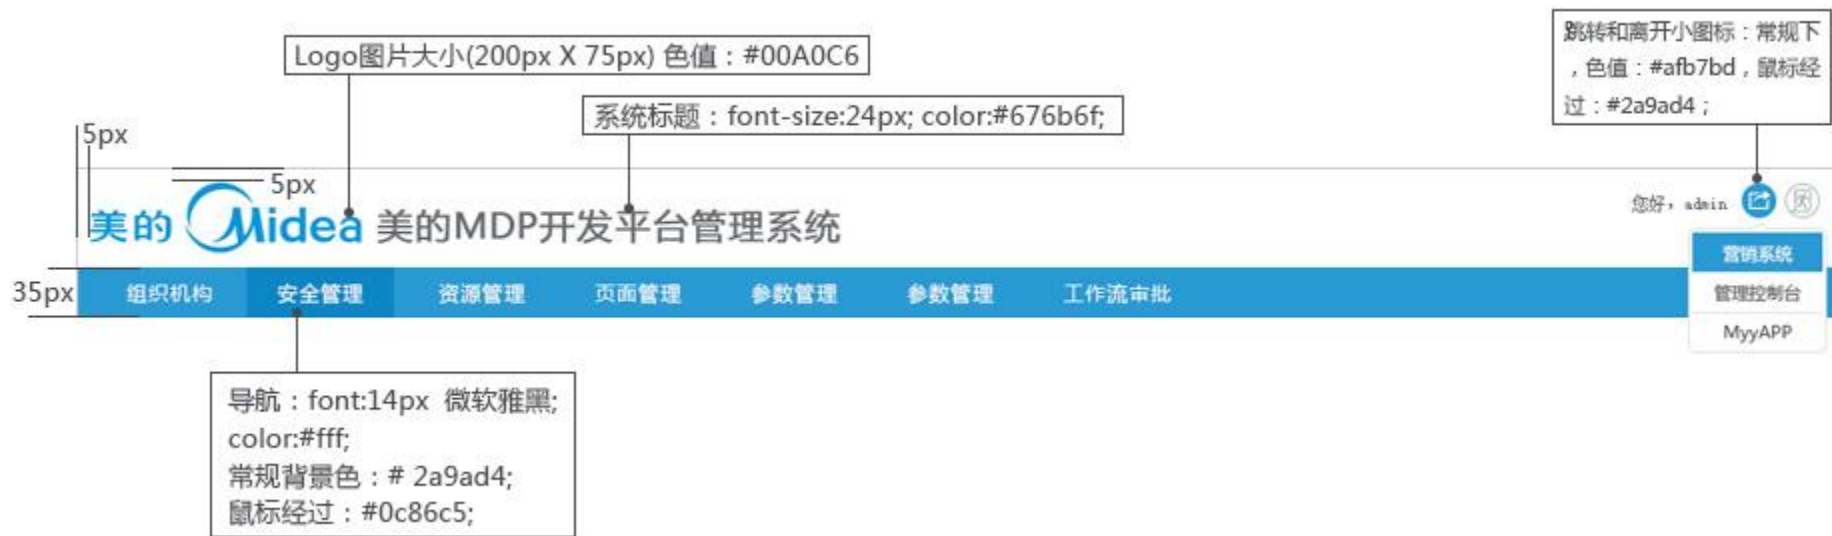 跳转和离开小图标：常规下
，色值：#afb7bd，鼠标经
过：#2a9ad4；
Logo图片大小(200px X 75px) 色值：#00A0C6
系统标题：font-size:24px; color:#676b6f;
5px
5px
美的 Midea 美的MDP开发平台管理系统
您好，admin
营销系统
管理控制台
MyyAPP
35px
组织机构 安全管理 资源管理 页面管理 参数管理 参数管理 工作流审批
导航：font:14px 微软雅黑;
color:#fff;
常规背景色：# 2a9ad4;
鼠标经过：#0c86c5;